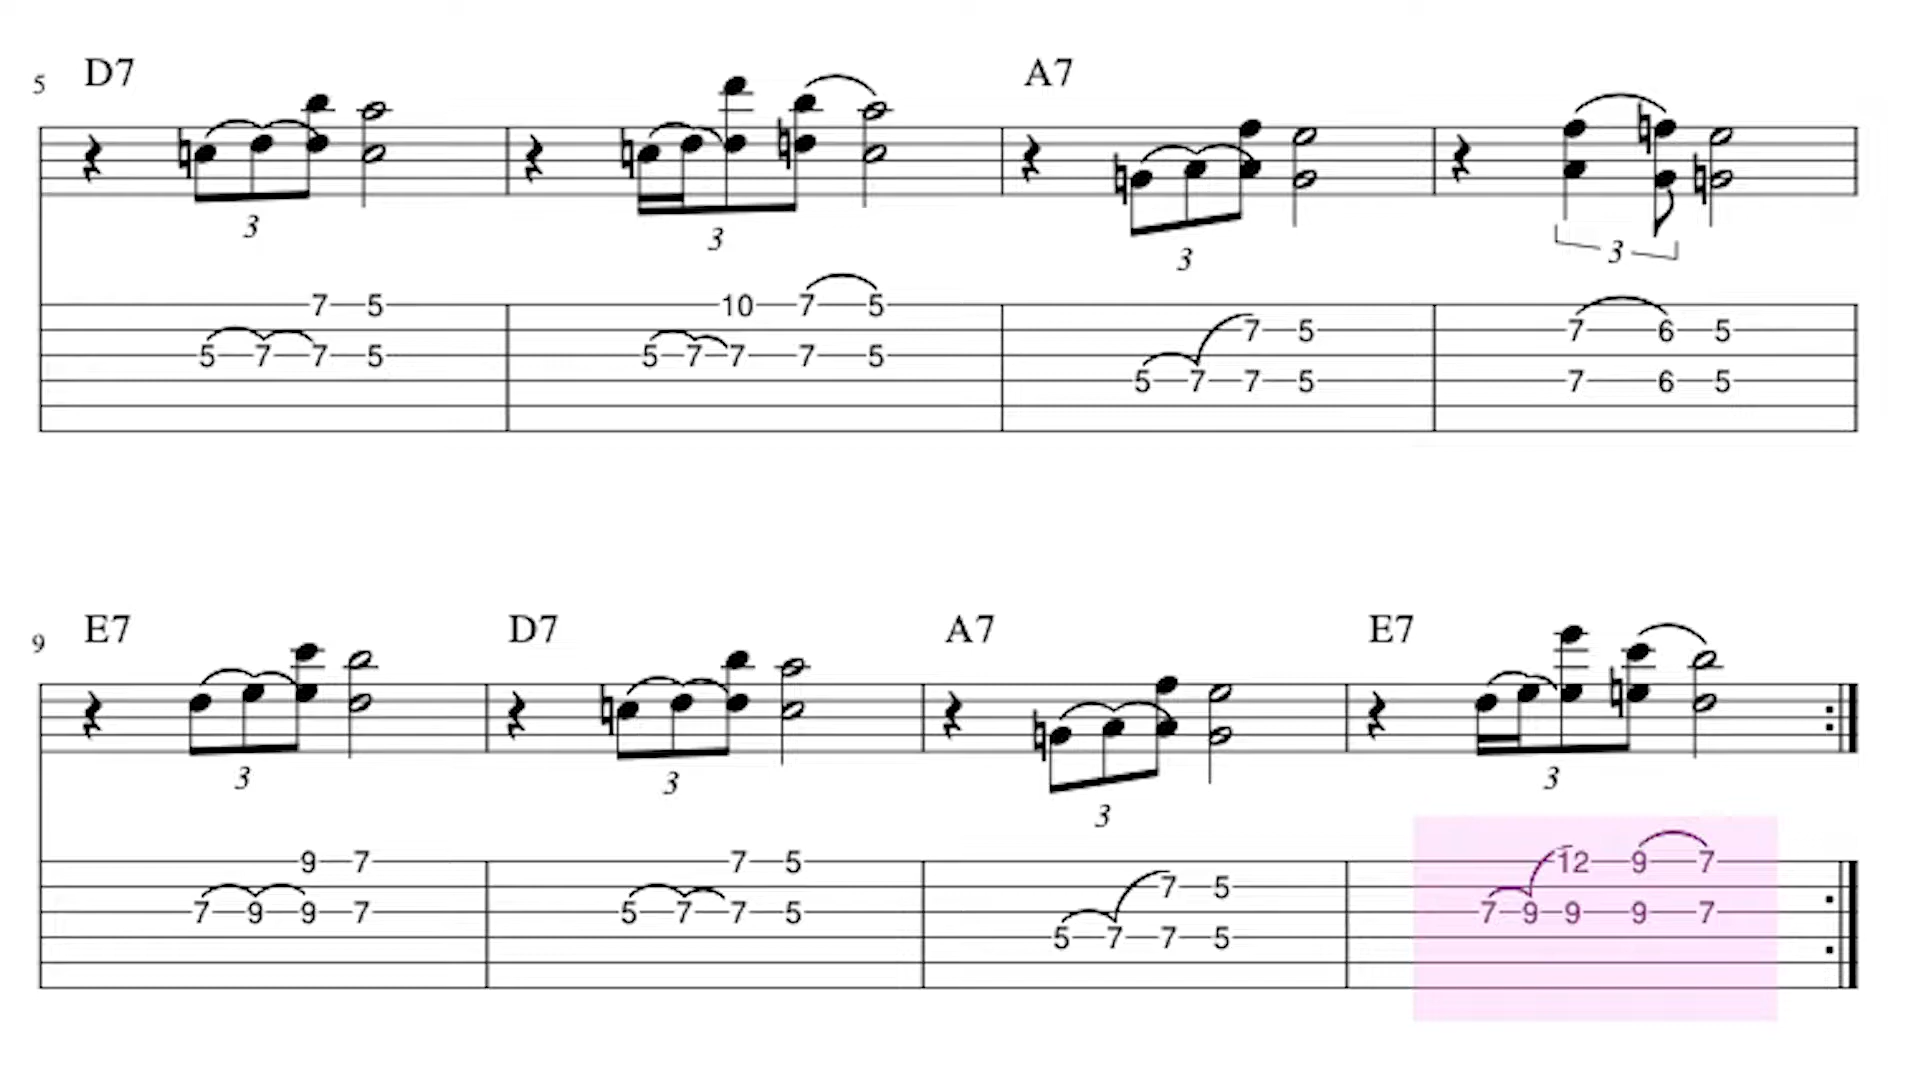 5 D7 A7
3 3 3 3
7 5 10 7 5 7 5 7 6 5
5 7 7 5 5 7 7 7 5 5 7 7 5 7 6 5
9 E7 D7 A7 E7
3 3 3 3
9 7 7 5 7 5 12 9 7
7 9 9 7 5 7 7 5 5 7 7 5 7 9 9 9 7